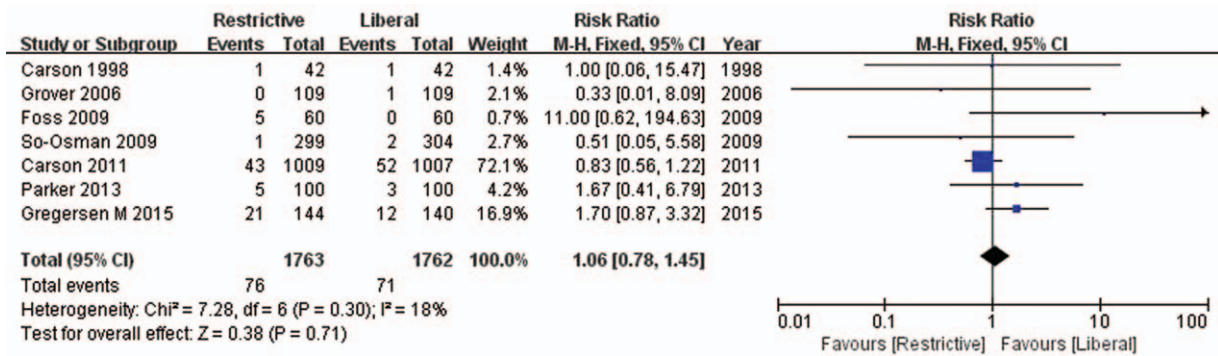 Restrictive Liberal Risk Ratio Risk Ratio
Study or Subgroup Events Total Events Total Weight M-H, Fixed, 95% CI Year M-H, Fixed, 95% CI
Carson 1998 1 42 1 42 1.4% 1.00 [0.06, 15.47] 1998
Grover 2006 0 109 1 109 2.1% 0.33 [0.01, 8.09] 2006
Foss 2009 5 60 0 60 0.7% 11.00 [0.62, 194.63] 2009
So-Osman 2009 1 299 2 304 2.0% 0.51 [0.05, 5.58] 2009
Carson 2011 43 1009 52 1007 72.1% 0.83 [0.56, 1.22] 2011
Parker 2013 5 100 3 100 4.2% 1.67 [0.41, 6.79] 2013
Gregersen M 2015 21 144 12 140 16.9% 1.70 [0.87, 3.32] 2015
Total (95% CI) 1763 1762 100.0% 1.06 [0.78, 1.45]
Total events 76 71
Heterogeneity: Chi² = 7.28, df = 6 (P = 0.30); I² = 18%
Test for overall effect: Z = 0.38 (P = 0.71)
0.01 0.1 1 10 100
Favours [Restrictive] Favours [Liberal]